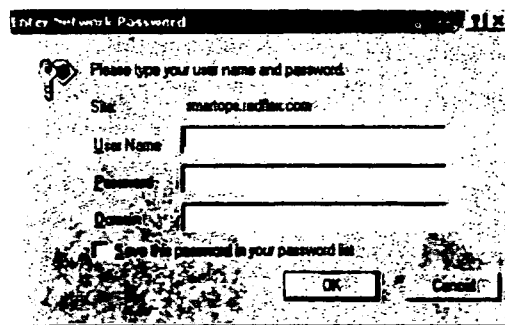 Enter Network Password
Please type your user name and password.
Site: smartops.redflex.com
User Name
Password
Domain
Save this password in your password list
OK Cancel